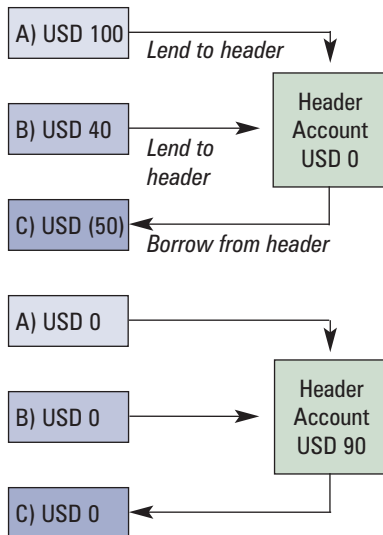 A) USD 100
Lend to header
Header
Account
USD 0
B) USD 40
Lend to
header
C) USD (50)
Borrow from header
A) USD 0
Header
Account
USD 90
B) USD 0
C) USD 0